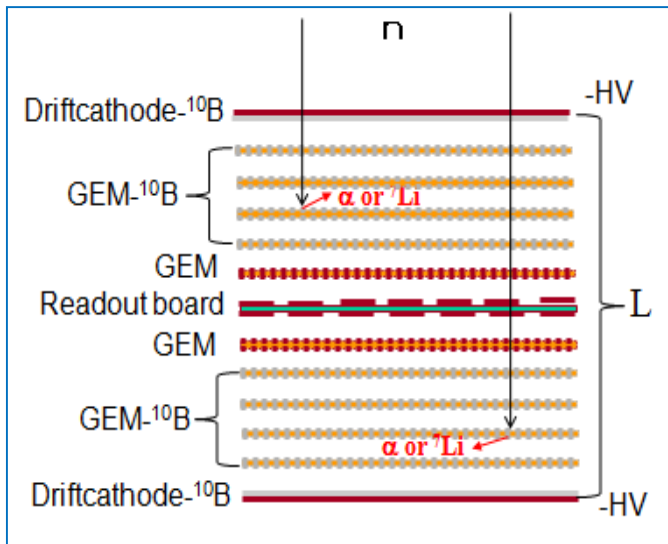 n
-HV
Driftcathode-¹⁰B
GEM-¹⁰B
α or ⁷Li
GEM
Readout board
L
GEM
GEM-¹⁰B
α or ⁷Li
Driftcathode-¹⁰B
-HV